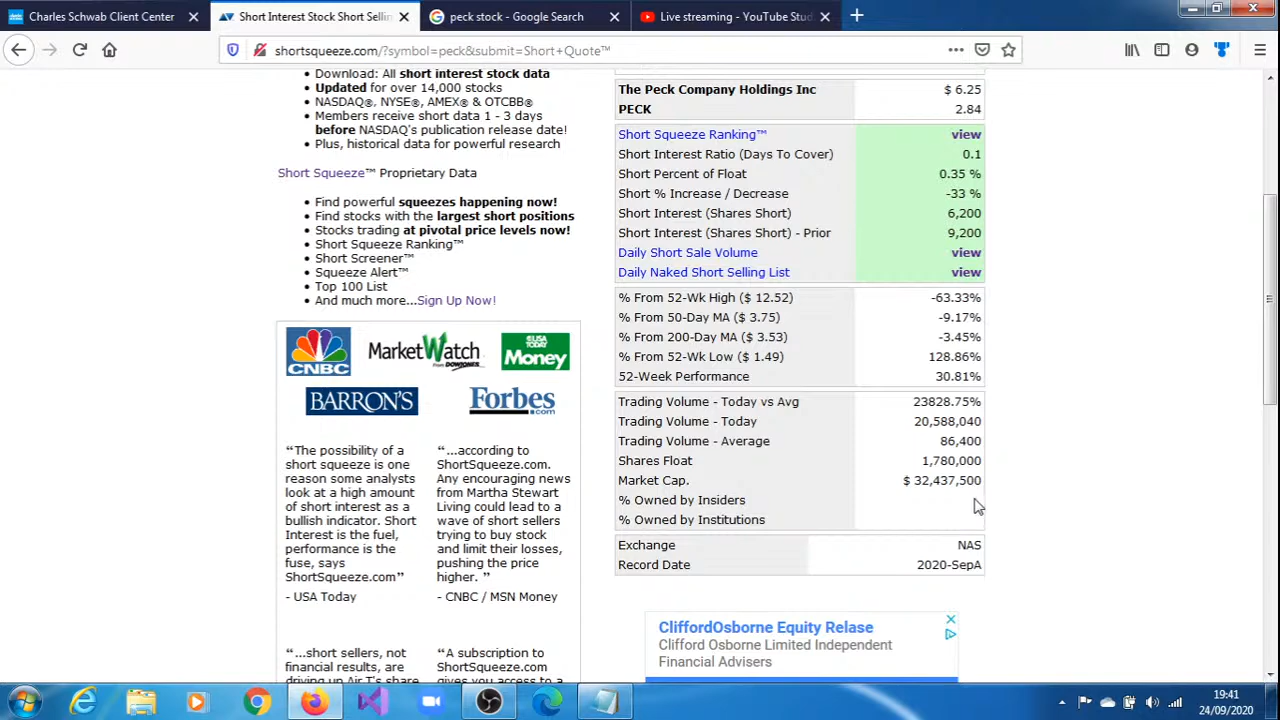 Charles Schwab Client Center
Short Interest Stock Short Sellin
peck stock - Google Search
Live streaming - YouTube Stud
shortsqueeze.com/?symbol=peck&submit=Short+Quote™
Download: All short interest stock data
Updated for over 14,000 stocks
NASDAQ®, NYSE®, AMEX® & OTCBB®
Members receive short data 1 - 3 days
before NASDAQ's publication release date!
Plus, historical data for powerful research
Short Squeeze™ Proprietary Data
Find powerful squeezes happening now!
Find stocks with the largest short positions
Stocks trading at pivotal price levels now!
Short Squeeze Ranking™
Short Screener™
Squeeze Alert™
Top 100 List
And much more...Sign Up Now!
CNBC
MarketWatch
From DOWJONES
USA TODAY
Money
BARRON'S
Forbes
.com
"The possibility of a
short squeeze is one
reason some analysts
look at a high amount
of short interest as a
bullish indicator. Short
Interest is the fuel,
performance is the
fuse, says
ShortSqueeze.com"
- USA Today
"...according to
ShortSqueeze.com.
Any encouraging news
from Martha Stewart
Living could lead to a
wave of short sellers
trying to buy stock
and limit their losses,
pushing the price
higher. "
- CNBC / MSN Money
"...short sellers, not
financial results, are
driving up Air T's share
"A subscription to
ShortSqueeze.com
gives you access to a
The Peck Company Holdings Inc $ 6.25
PECK 2.84
Short Squeeze Ranking™ view
Short Interest Ratio (Days To Cover) 0.1
Short Percent of Float 0.35 %
Short % Increase / Decrease -33 %
Short Interest (Shares Short) 6,200
Short Interest (Shares Short) - Prior 9,200
Daily Short Sale Volume view
Daily Naked Short Selling List view
% From 52-Wk High ($ 12.52) -63.33%
% From 50-Day MA ($ 3.75) -9.17%
% From 200-Day MA ($ 3.53) -3.45%
% From 52-Wk Low ($ 1.49) 128.86%
52-Week Performance 30.81%
Trading Volume - Today vs Avg 23828.75%
Trading Volume - Today 20,588,040
Trading Volume - Average 86,400
Shares Float 1,780,000
Market Cap. $ 32,437,500
% Owned by Insiders
% Owned by Institutions
Exchange NAS
Record Date 2020-SepA
CliffordOsborne Equity Relase
Clifford Osborne Limited Independent
Financial Advisers
19:41
24/09/2020